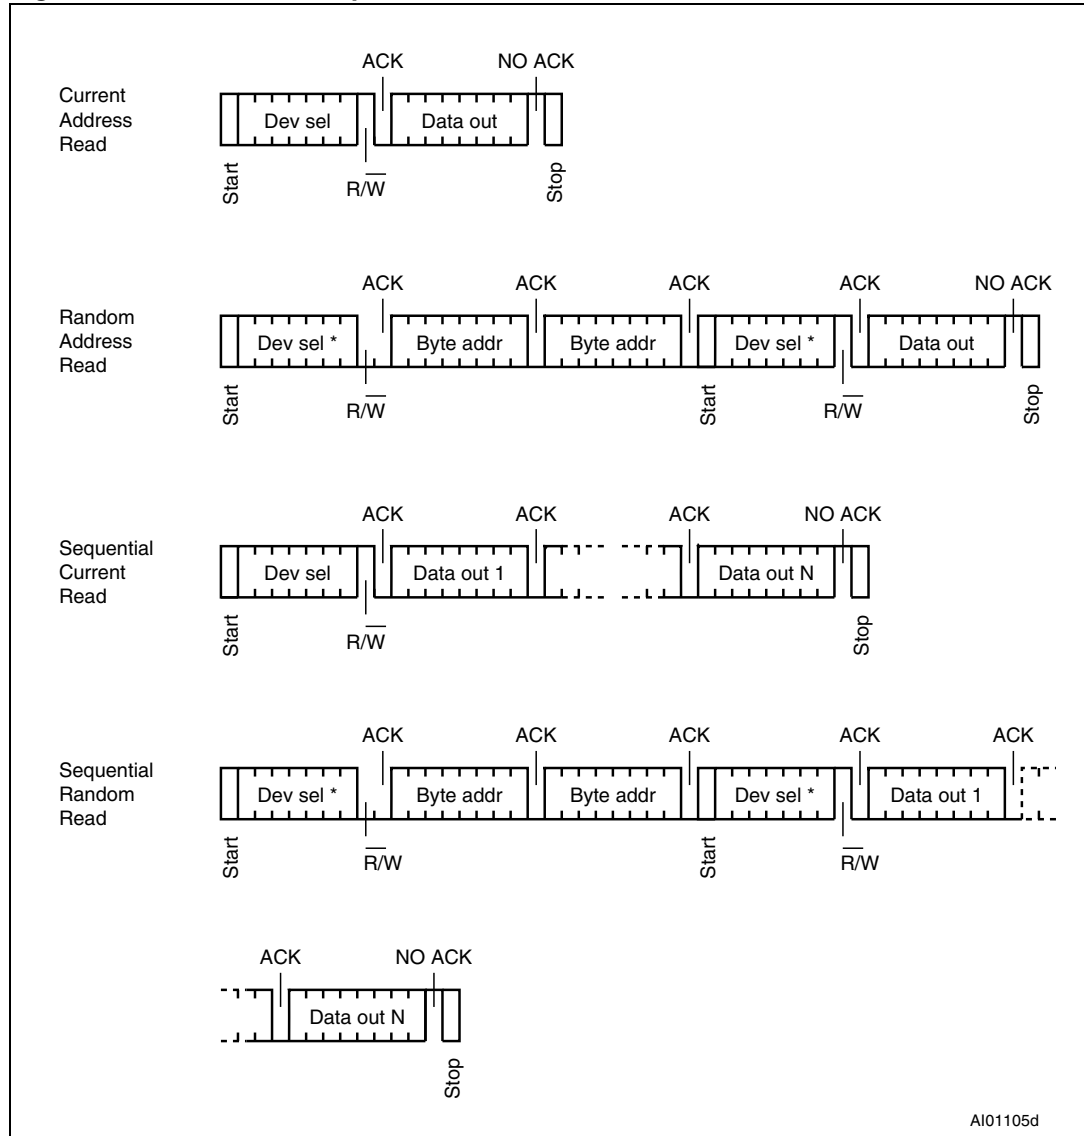 ACK NO ACK
Current
Address
Read
Dev sel Data out
Start R/W̅ Stop
ACK ACK ACK ACK NO ACK
Random
Address
Read
Dev sel * Byte addr Byte addr Dev sel * Data out
Start R/W̅ Start R/W̅ Stop
ACK ACK ACK NO ACK
Sequential
Current
Read
Dev sel Data out 1 Data out N
Start R/W̅ Stop
ACK ACK ACK ACK ACK
Sequential
Random
Read
Dev sel * Byte addr Byte addr Dev sel * Data out 1
Start R̅/W Start R̅/W
ACK NO ACK
Data out N
Stop
AI01105d